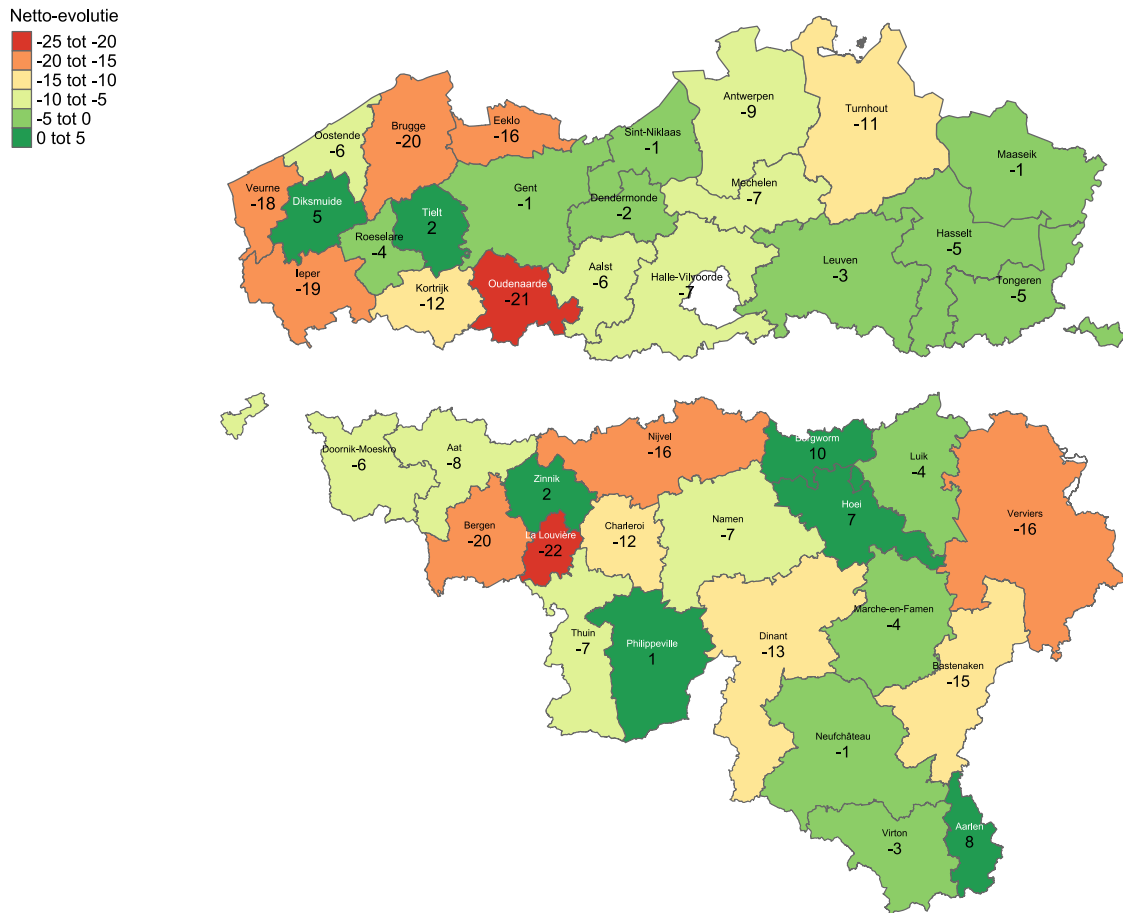 Netto-evolutie
-25 tot -20
-20 tot -15
-15 tot -10
-10 tot -5
-5 tot 0
0 tot 5
Antwerpen
-9
Turnhout
-11
Eeklo
-16
Brugge
-20
Oostende
-6
Sint-Niklaas
-1
Maaseik
-1
Veurne
-18
Diksmuide
5
Tielt
2
Gent
-1
Mechelen
-7
Dendermonde
-2
Roeselare
-4
Hasselt
-5
Ieper
-19
Kortrijk
-12
Oudenaarde
-21
Aalst
-6
Halle-Vilvoorde
-7
Leuven
-3
Tongeren
-5
Doornik-Moeskro
-6
Aat
-8
Nijvel
-16
Borgworm
10
Luik
-4
Zinnik
2
Hoei
7
Verviers
-16
Bergen
-20
La Louvière
-22
Charleroi
-12
Namen
-7
Marche-en-Famen
-4
Thuin
-7
Philippeville
1
Dinant
-13
Bastenaken
-15
Neufchâteau
-1
Virton
-3
Aarlen
8